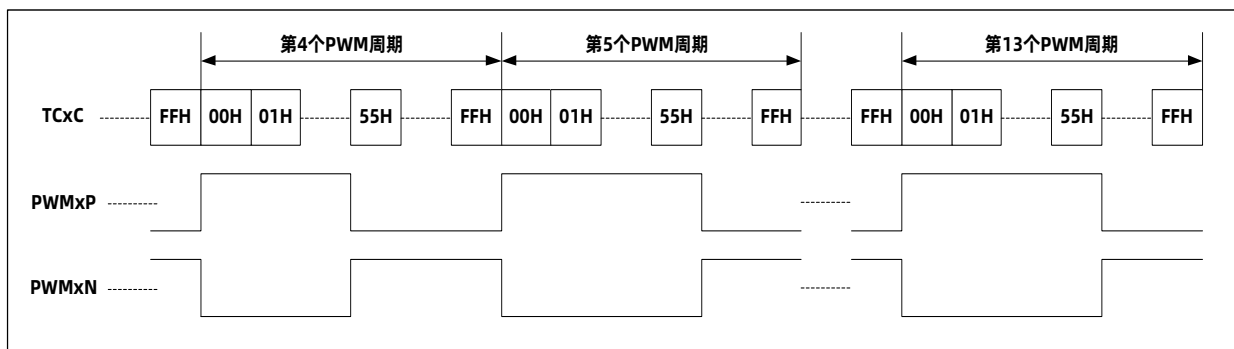 第4个PWM周期 第5个PWM周期 第13个PWM周期
TCxC FFH 00H 01H 55H FFH 00H 01H 55H FFH FFH 00H 01H 55H FFH
PWMxP
PWMxN